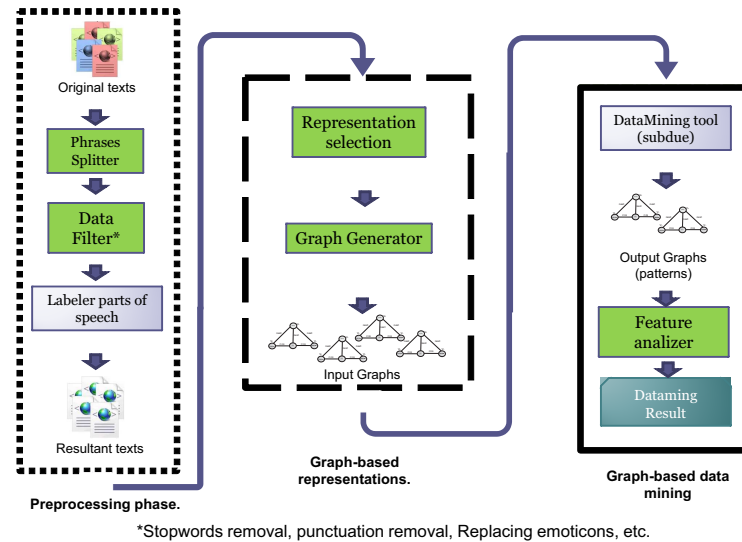 Original texts
Phrases
Splitter
Data
Filter*
Labeler parts of
speech
Resultant texts
Preprocessing phase.
Representation
selection
Graph Generator
Input Graphs
Graph-based
representations.
DataMining tool
(subdue)
Output Graphs
(patterns)
Feature
analizer
Dataming
Result
Graph-based data
mining
*Stopwords removal, punctuation removal, Replacing emoticons, etc.